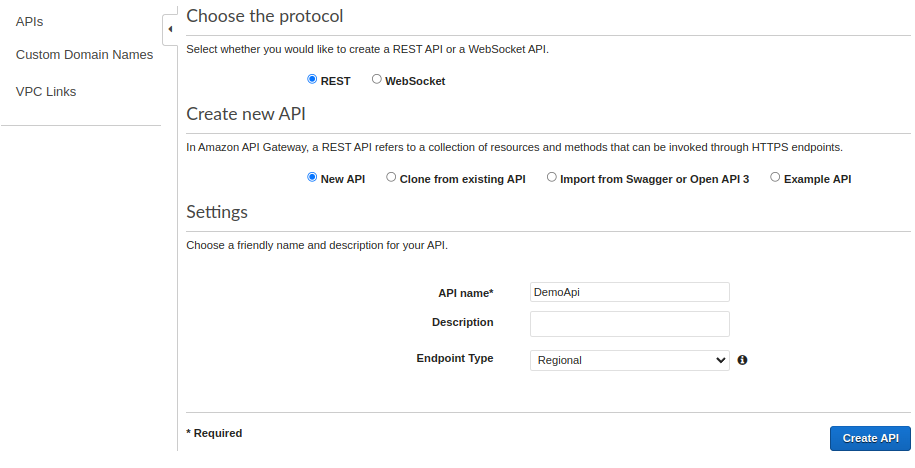 APIs
Custom Domain Names
VPC Links
Choose the protocol
Select whether you would like to create a REST API or a WebSocket API.
REST WebSocket
Create new API
In Amazon API Gateway, a REST API refers to a collection of resources and methods that can be invoked through HTTPS endpoints.
New API Clone from existing API Import from Swagger or Open API 3 Example API
Settings
Choose a friendly name and description for your API.
API name* DemoApi
Description
Endpoint Type Regional
* Required
Create API